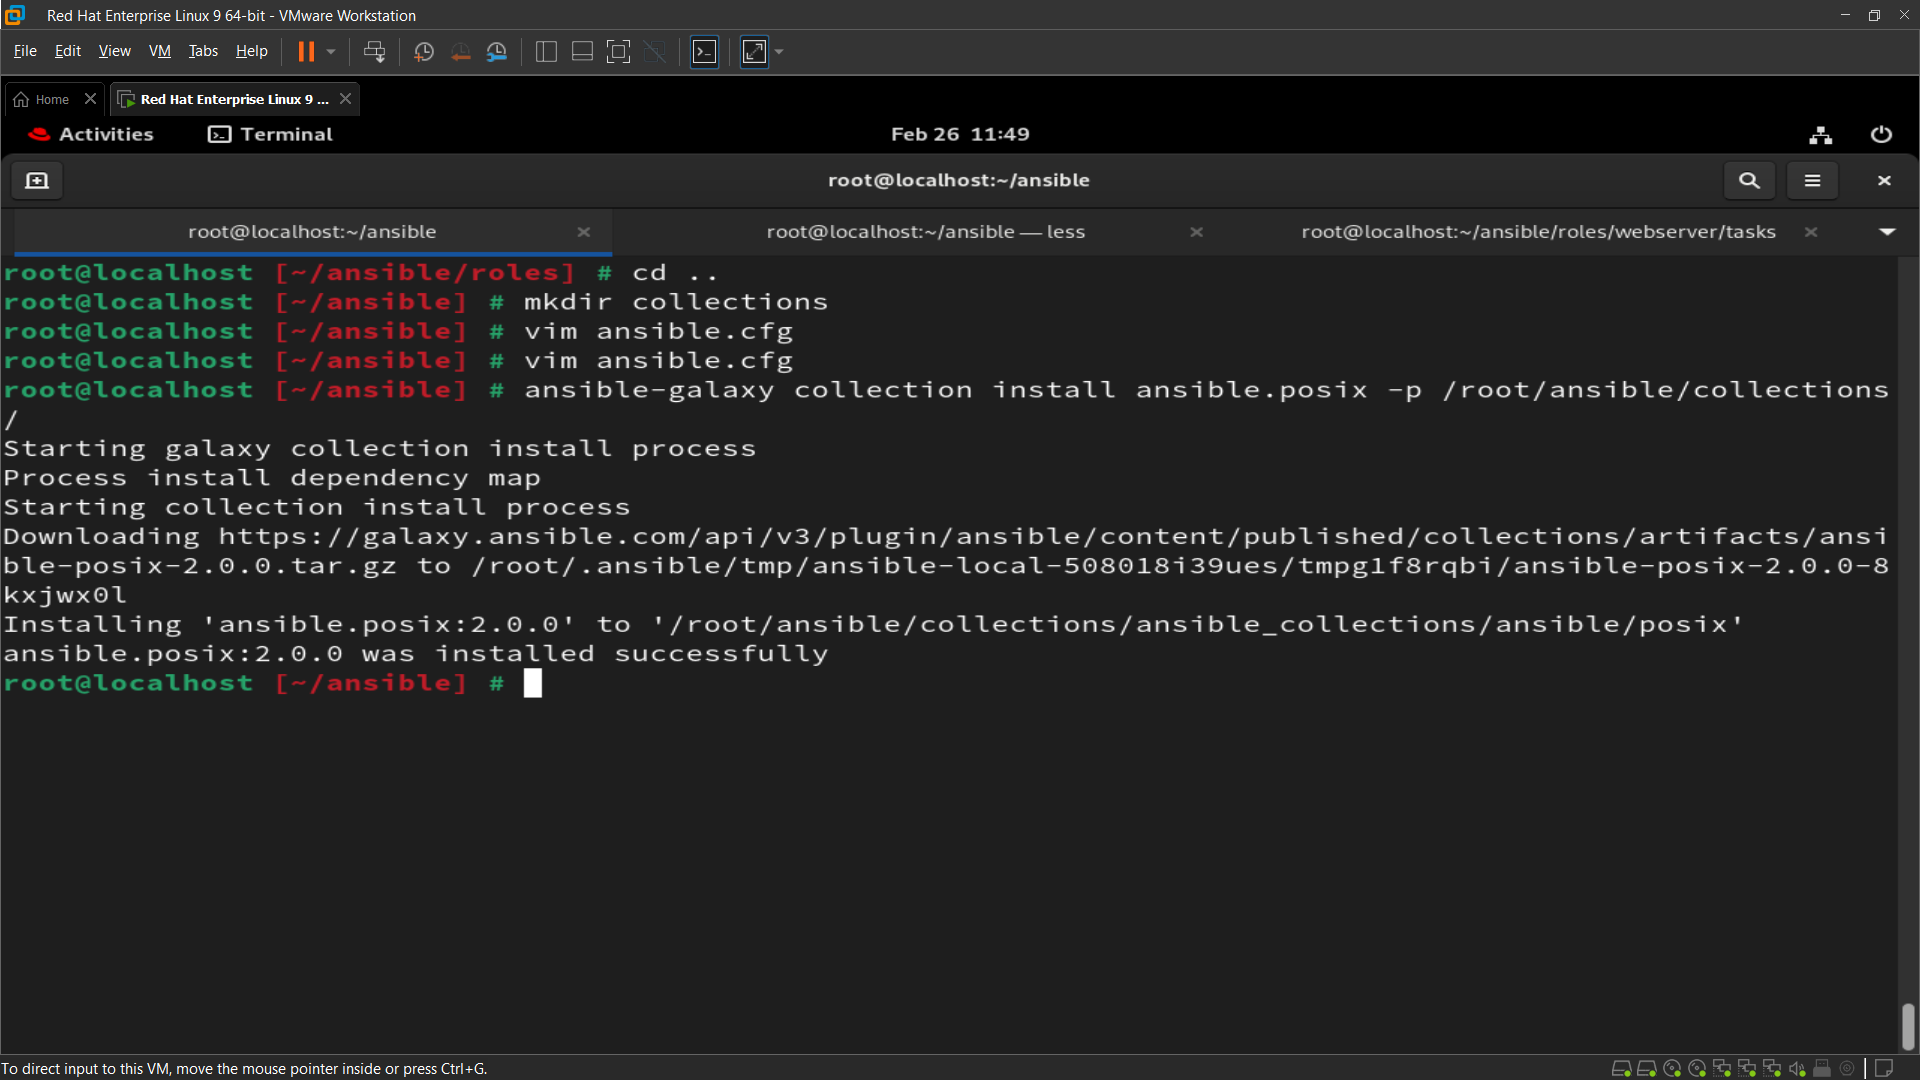 Red Hat Enterprise Linux 9 64-bit - VMware Workstation
File Edit View VM Tabs Help
Home
Red Hat Enterprise Linux 9 ...
Activities Terminal Feb 26 11:49
root@localhost:~/ansible
root@localhost:~/ansible root@localhost:~/ansible — less root@localhost:~/ansible/roles/webserver/tasks
root@localhost [~/ansible/roles] # cd ..
root@localhost [~/ansible] # mkdir collections
root@localhost [~/ansible] # vim ansible.cfg
root@localhost [~/ansible] # vim ansible.cfg
root@localhost [~/ansible] # ansible-galaxy collection install ansible.posix -p /root/ansible/collections
/
Starting galaxy collection install process
Process install dependency map
Starting collection install process
Downloading https://galaxy.ansible.com/api/v3/plugin/ansible/content/published/collections/artifacts/ansi
ble-posix-2.0.0.tar.gz to /root/.ansible/tmp/ansible-local-508018i39ues/tmpg1f8rqbi/ansible-posix-2.0.0-8
kxjwx0l
Installing 'ansible.posix:2.0.0' to '/root/ansible/collections/ansible_collections/ansible/posix'
ansible.posix:2.0.0 was installed successfully
root@localhost [~/ansible] #
To direct input to this VM, move the mouse pointer inside or press Ctrl+G.